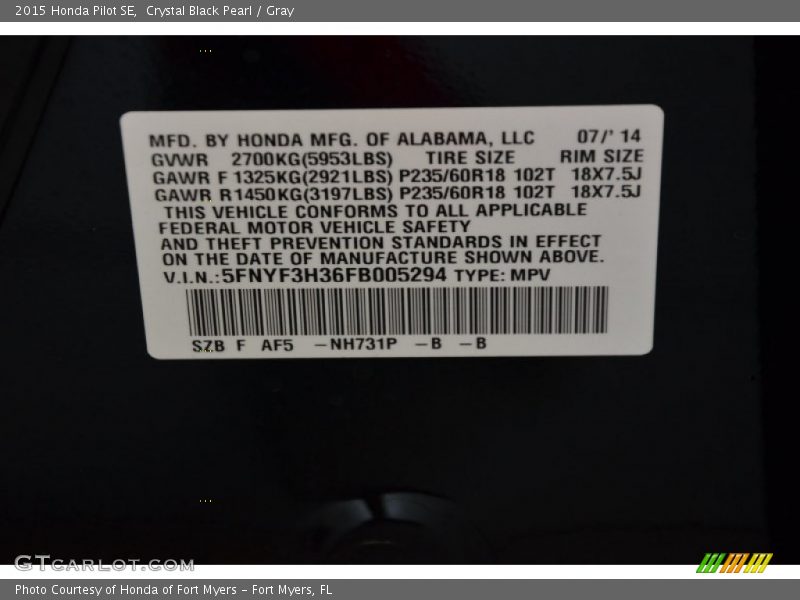 2015 Honda Pilot SE,  Crystal Black Pearl / Gray
MFD. BY HONDA MFG. OF ALABAMA, LLC 07/' 14
GVWR 2700KG(5953LBS) TIRE SIZE RIM SIZE
GAWR F 1325KG(2921LBS) P235/60R18 102T 18X7.5J
GAWR R1450KG(3197LBS) P235/60R18 102T 18X7.5J
THIS VEHICLE CONFORMS TO ALL APPLICABLE
FEDERAL MOTOR VEHICLE SAFETY
AND THEFT PREVENTION STANDARDS IN EFFECT
ON THE DATE OF MANUFACTURE SHOWN ABOVE.
V.I.N.:5FNYF3H36FB005294 TYPE: MPV
SZB F AF5 -NH731P -B -B
GTCARLOT.COM
Photo Courtesy of Honda of Fort Myers - Fort Myers, FL